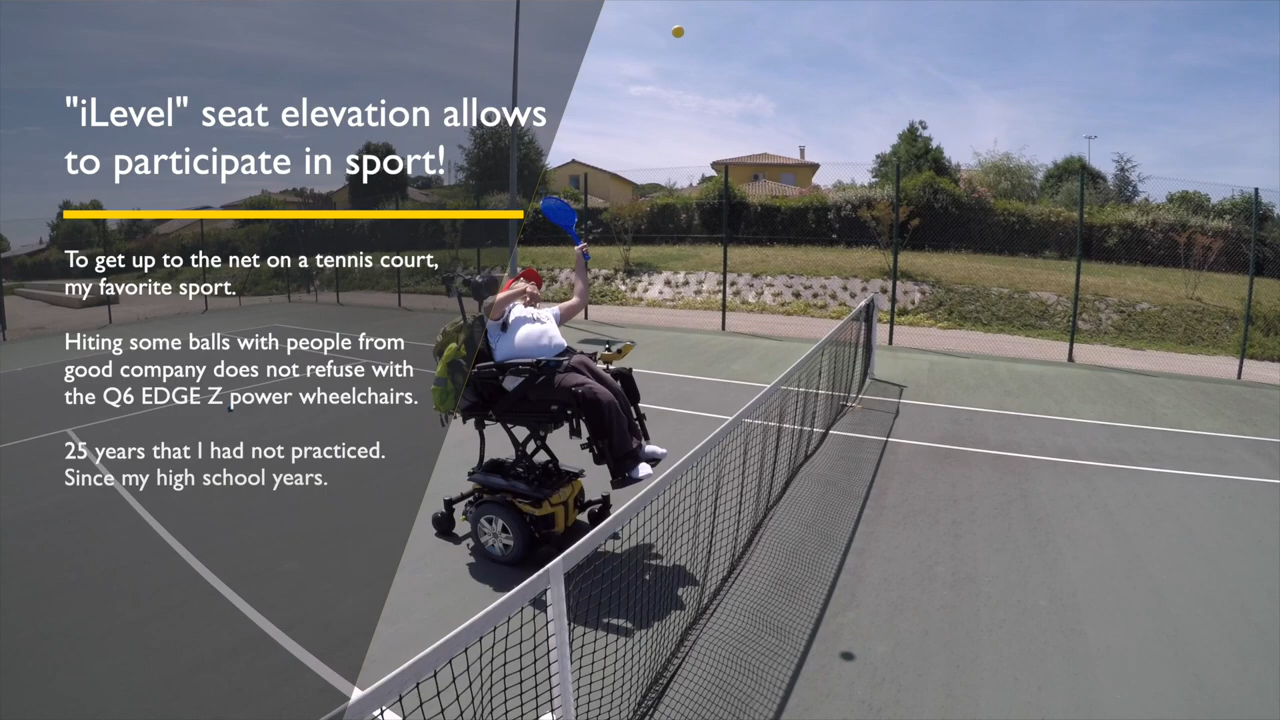 "iLevel" seat elevation allows
to participate in sport!
To get up to the net on a tennis court,
my favorite sport.
Hiting some balls with people from
good company does not refuse with
the Q6 EDGE Z power wheelchairs.
25 years that I had not practiced.
Since my high school years.